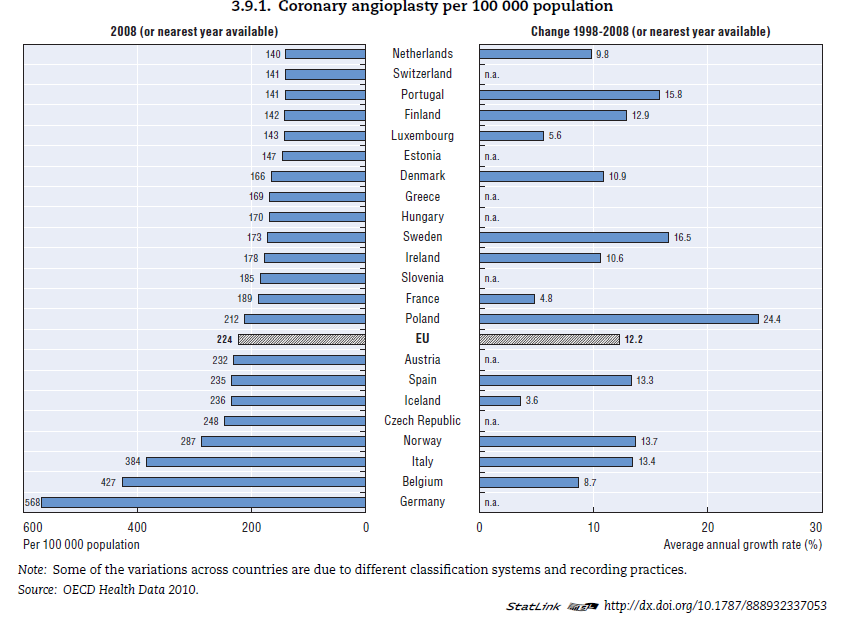 3.9.1. Coronary angioplasty per 100 000 population
2008 (or nearest year available)
Change 1998-2008 (or nearest year available)
140 Netherlands 9.8
141 Switzerland n.a.
141 Portugal 15.8
142 Finland 12.9
143 Luxembourg 5.6
147 Estonia n.a.
166 Denmark 10.9
169 Greece n.a.
170 Hungary n.a.
173 Sweden 16.5
178 Ireland 10.6
185 Slovenia n.a.
189 France 4.8
212 Poland 24.4
224 EU 12.2
232 Austria n.a.
235 Spain 13.3
236 Iceland 3.6
248 Czech Republic n.a.
287 Norway 13.7
384 Italy 13.4
427 Belgium 8.7
568 Germany n.a.
600 400 200 0 0 10 20 30
Per 100 000 population
Average annual growth rate (%)
Note: Some of the variations across countries are due to different classification systems and recording practices.
Source: OECD Health Data 2010.
StatLink http://dx.doi.org/10.1787/888932337053